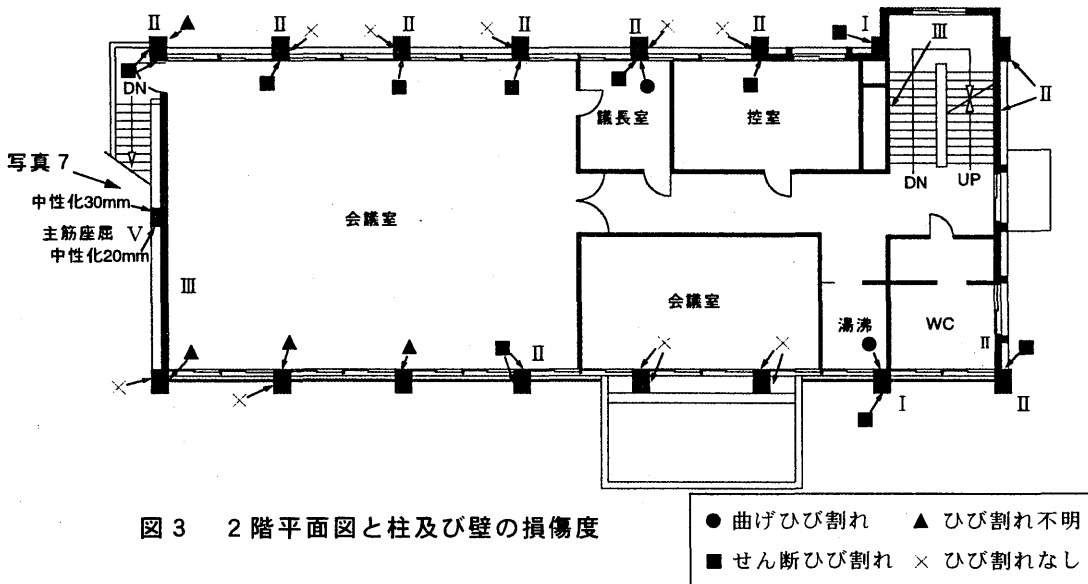 II
II
II
II
II
II
I
III
DN
議長室
控室
II
写真7
DN
UP
中性化30mm
主筋座屈 V
中性化20mm
会議室
III
会議室
湯沸
WC
II
II
I
II
図3 2階平面図と柱及び壁の損傷度
● 曲げひび割れ ▲ ひび割れ不明
■ せん断ひび割れ × ひび割れなし